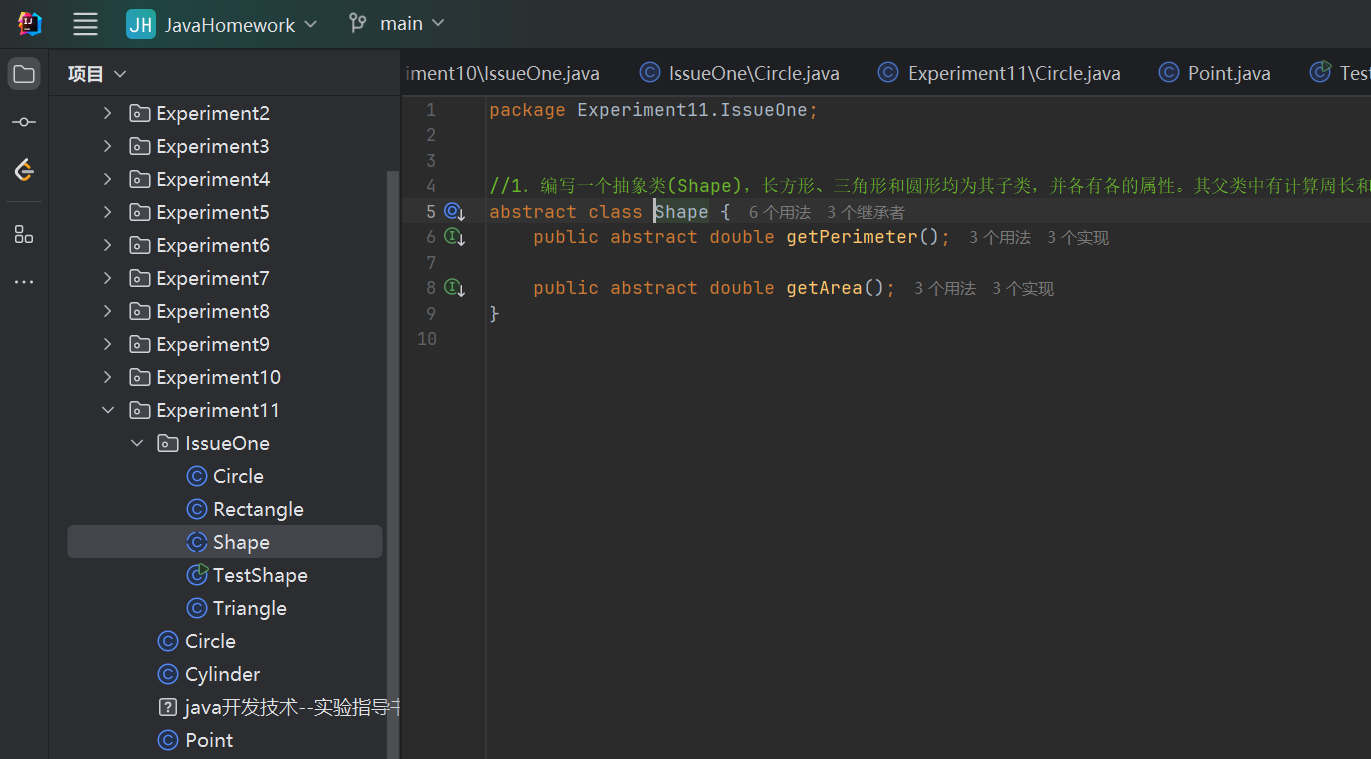 JH JavaHomework main
项目
iment10\IssueOne.java IssueOne\Circle.java Experiment11\Circle.java Point.java Tes
Experiment2
Experiment3
Experiment4
Experiment5
Experiment6
Experiment7
Experiment8
Experiment9
Experiment10
Experiment11
IssueOne
Circle
Rectangle
Shape
TestShape
Triangle
Circle
Cylinder
java开发技术--实验指导书
Point
1 package Experiment11.IssueOne;
2
3
4 //1. 编写一个抽象类(Shape)，长方形、三角形和圆形均为其子类，并各有各的属性。其父类中有计算周长和
5 abstract class Shape { 6 个用法 3 个继承者
6 public abstract double getPerimeter(); 3 个用法 3 个实现
7
8 public abstract double getArea(); 3 个用法 3 个实现
9 }
10